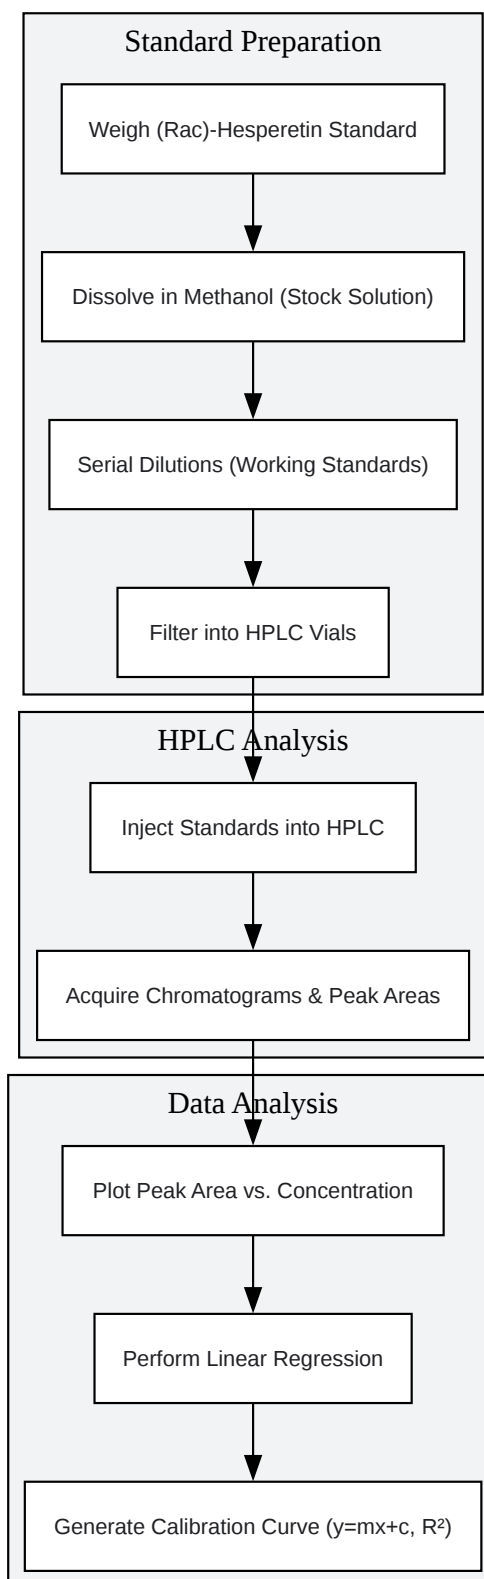 Standard Preparation
Weigh (Rac)-Hesperetin Standard
Dissolve in Methanol (Stock Solution)
Serial Dilutions (Working Standards)
Filter into HPLC Vials
HPLC Analysis
Inject Standards into HPLC
Acquire Chromatograms & Peak Areas
Data Analysis
Plot Peak Area vs. Concentration
Perform Linear Regression
Generate Calibration Curve (y=mx+c, R²)